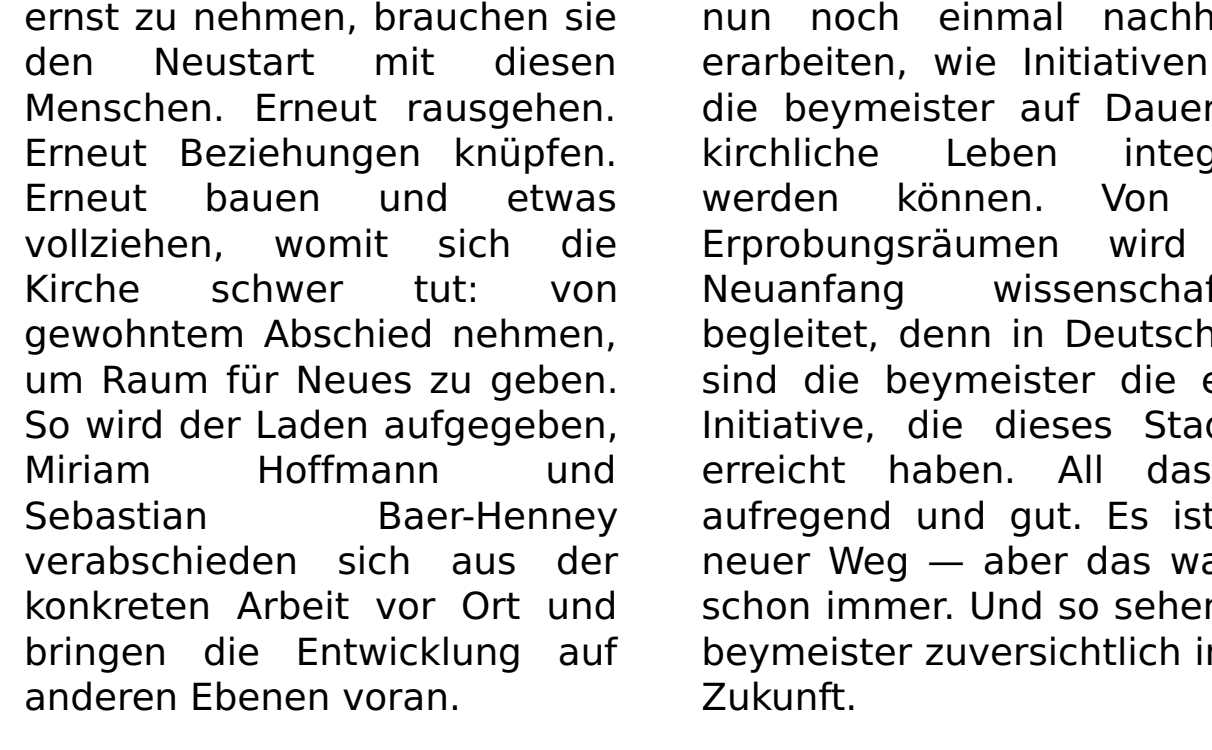 ernst zu nehmen, brauchen sie
den Neustart mit diesen
Menschen. Erneut rausgehen.
Erneut Beziehungen knüpfen.
Erneut bauen und etwas
vollziehen, womit sich die
Kirche schwer tut: von
gewohntem Abschied nehmen,
um Raum für Neues zu geben.
So wird der Laden aufgegeben,
Miriam Hoffmann und
Sebastian Baer-Henney
verabschieden sich aus der
konkreten Arbeit vor Ort und
bringen die Entwicklung auf
anderen Ebenen voran.
nun noch einmal
erarbeiten, wie Initiativen
die beymeister auf Dauer
kirchliche Leben
werden können. Von
Erprobungsräumen wird
Neuanfang
begleitet, denn in
sind die beymeister die
Initiative, die dieses
erreicht haben. All das
aufregend und gut. Es ist
neuer Weg — aber das
schon immer. Und so
beymeister zuversichtlich
Zukunft.